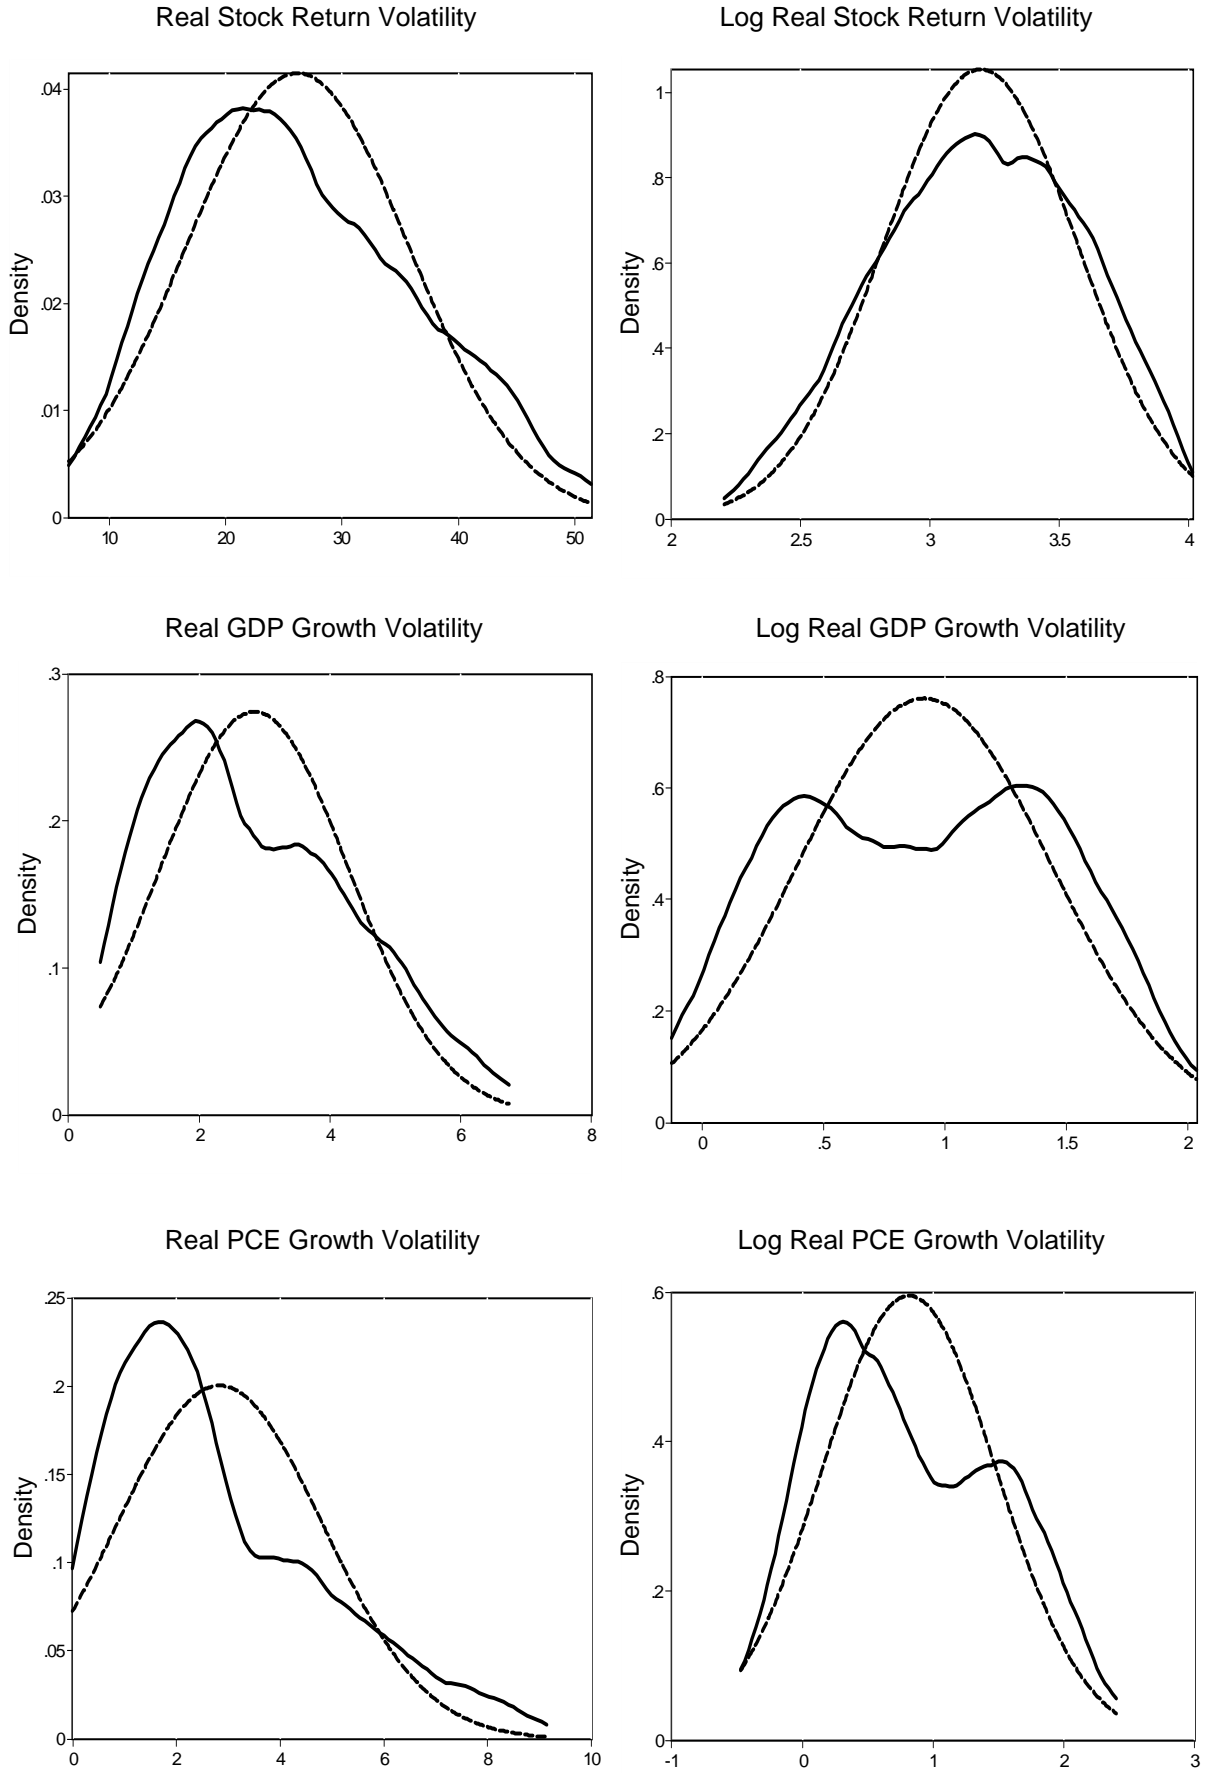 Real Stock Return Volatility
Log Real Stock Return Volatility
Density
.04
.03
.02
.01
0
10 20 30 40 50
Density
1
.8
.6
.4
.2
0
2 2.5 3 3.5 4
Real GDP Growth Volatility
Log Real GDP Growth Volatility
Density
.3
.2
.1
0
0 2 4 6 8
Density
.8
.6
.4
.2
0
0 .5 1 1.5 2
Real PCE Growth Volatility
Log Real PCE Growth Volatility
Density
.25
.2
.15
.1
.05
0
0 2 4 6 8 10
Density
.6
.4
.2
0
-1 0 1 2 3